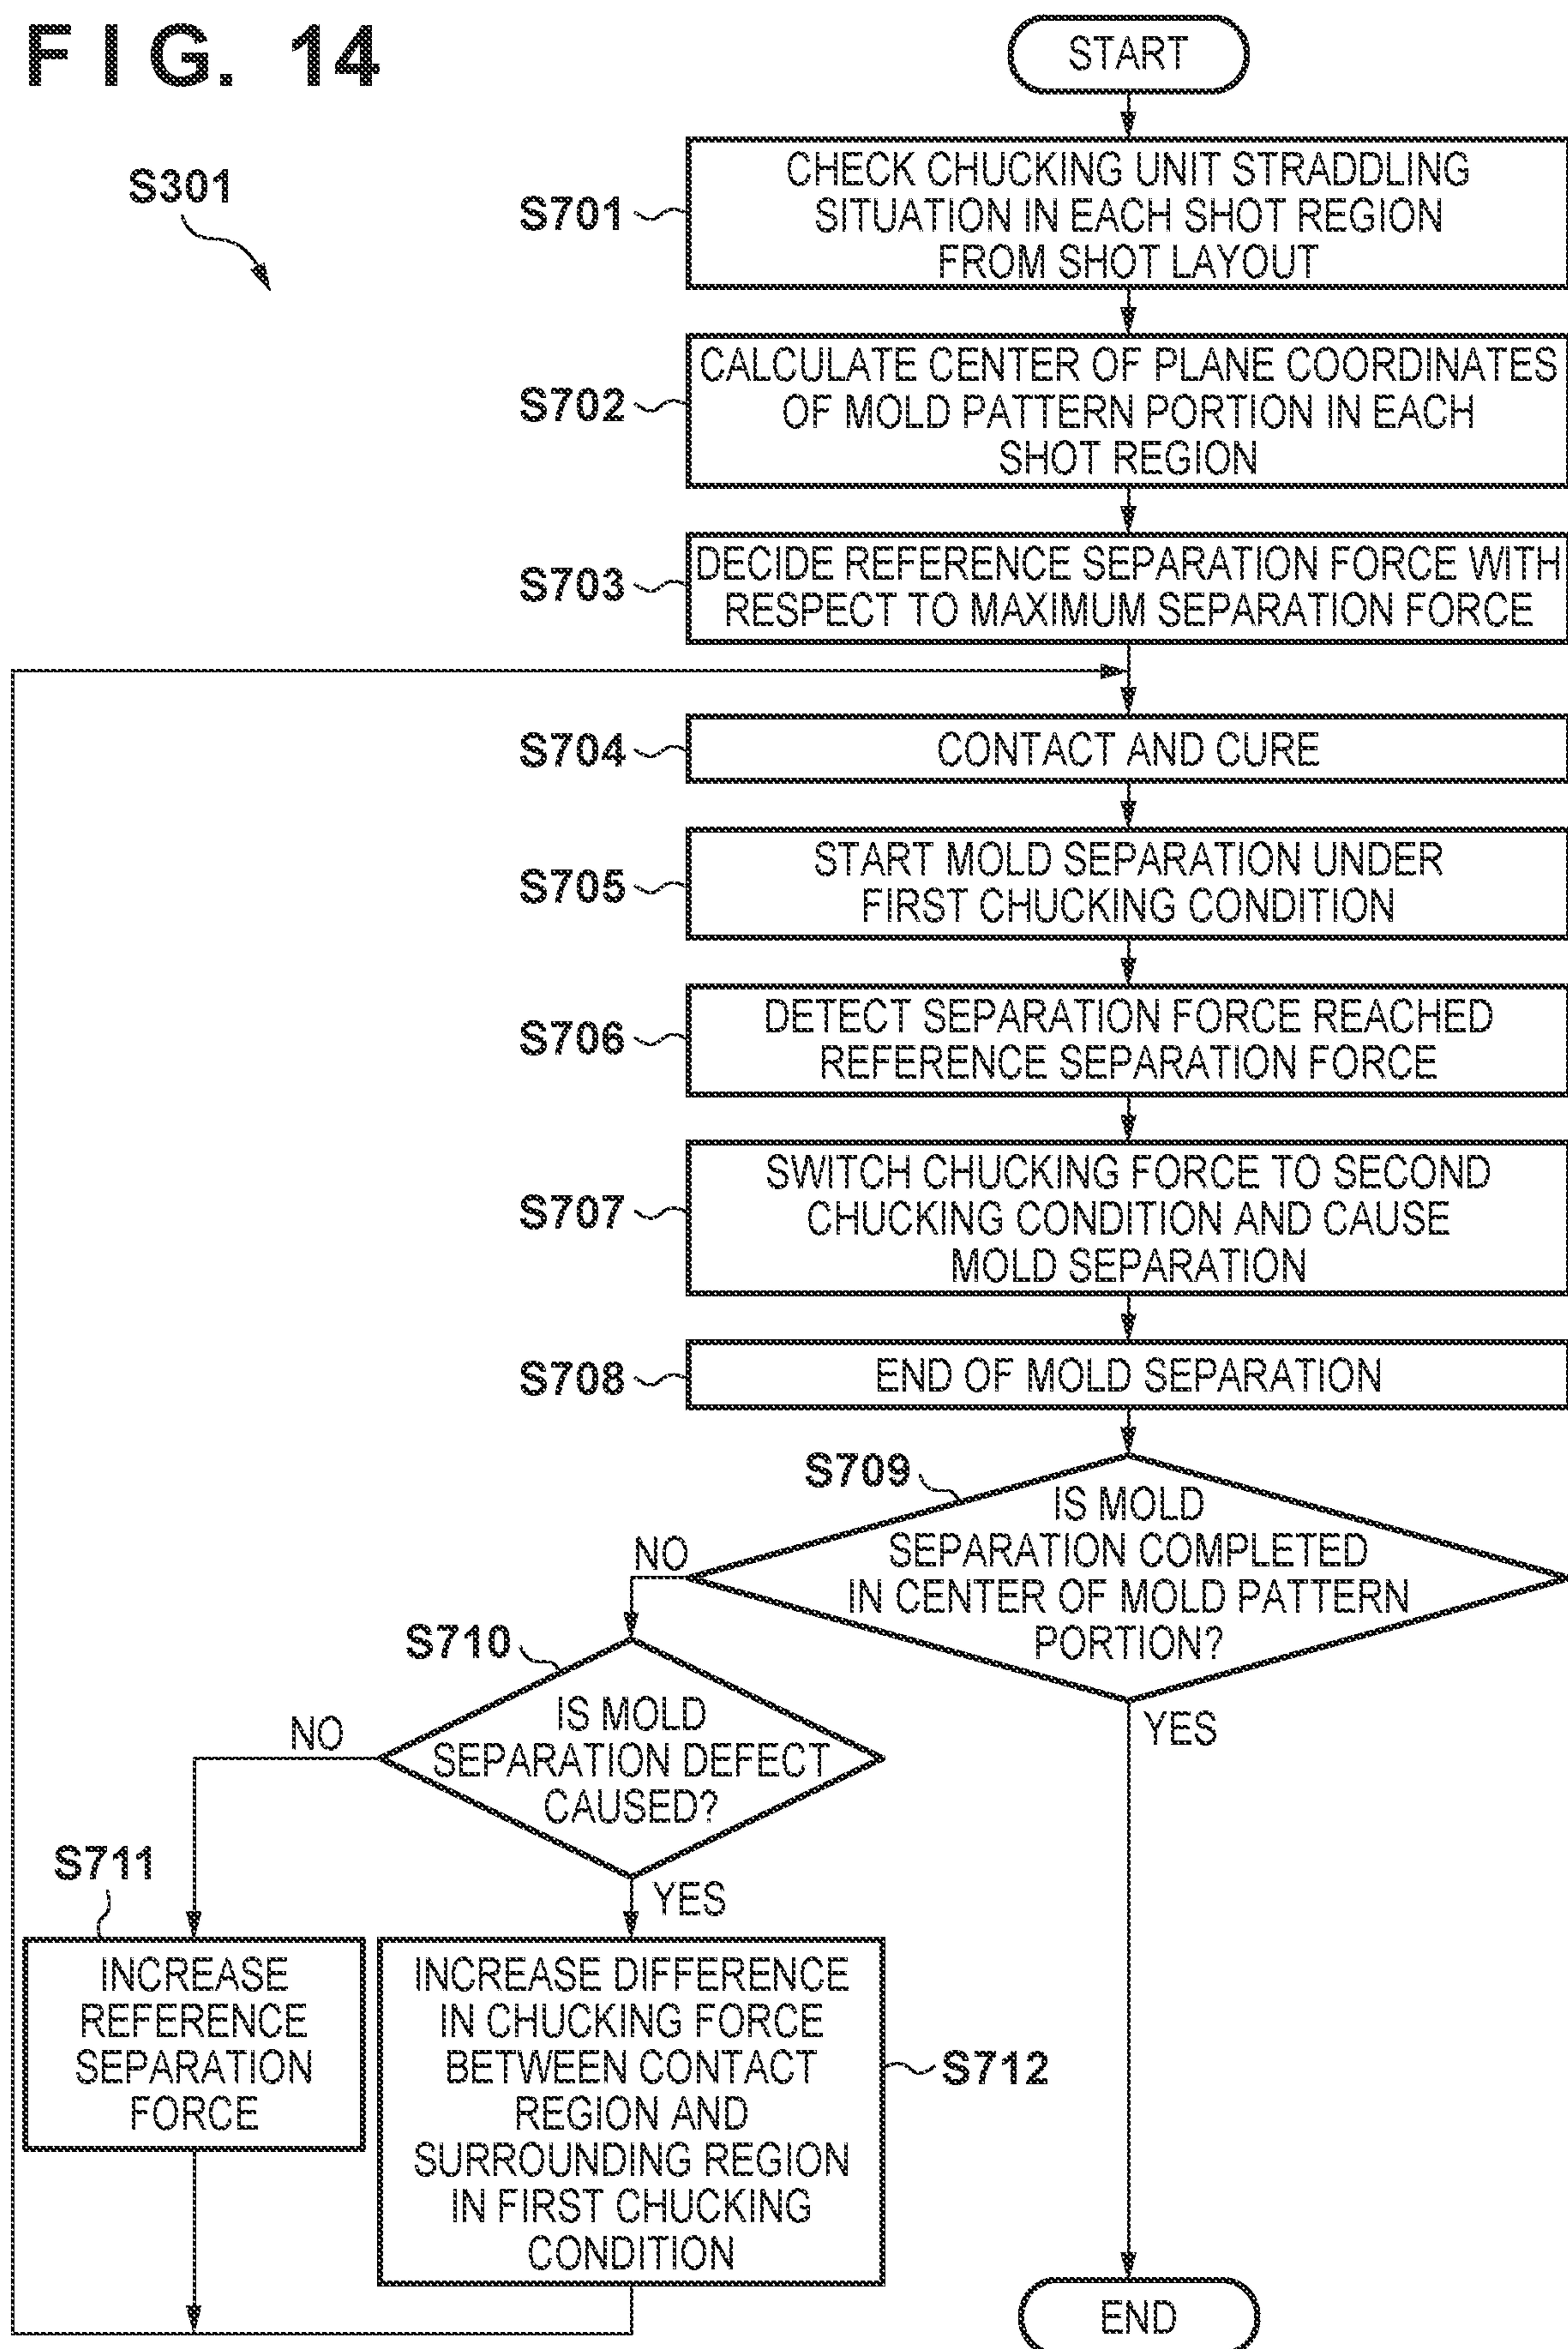 FIG. 14
START
S301
S701
CHECK CHUCKING UNIT STRADDLING
SITUATION IN EACH SHOT REGION
FROM SHOT LAYOUT
S702
CALCULATE CENTER OF PLANE COORDINATES
OF MOLD PATTERN PORTION IN EACH
SHOT REGION
S703
DECIDE REFERENCE SEPARATION FORCE WITH
RESPECT TO MAXIMUM SEPARATION FORCE
S704
CONTACT AND CURE
S705
START MOLD SEPARATION UNDER
FIRST CHUCKING CONDITION
S706
DETECT SEPARATION FORCE REACHED
REFERENCE SEPARATION FORCE
S707
SWITCH CHUCKING FORCE TO SECOND
CHUCKING CONDITION AND CAUSE
MOLD SEPARATION
S708
END OF MOLD SEPARATION
S709
IS MOLD
SEPARATION COMPLETED
IN CENTER OF MOLD PATTERN
PORTION?
NO
YES
S710
IS MOLD
SEPARATION DEFECT
CAUSED?
NO
YES
S711
INCREASE
REFERENCE
SEPARATION
FORCE
INCREASE DIFFERENCE
IN CHUCKING FORCE
BETWEEN CONTACT
REGION AND
SURROUNDING REGION
IN FIRST CHUCKING
CONDITION
S712
END